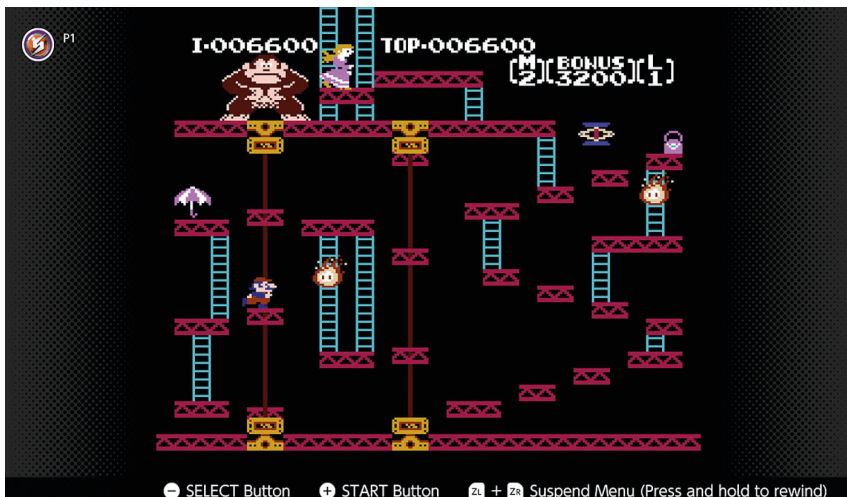 P1
I-006600 TOP-006600
M BONUS L
2 3200 1
SELECT Button START Button ZL + ZR Suspend Menu (Press and hold to rewind)